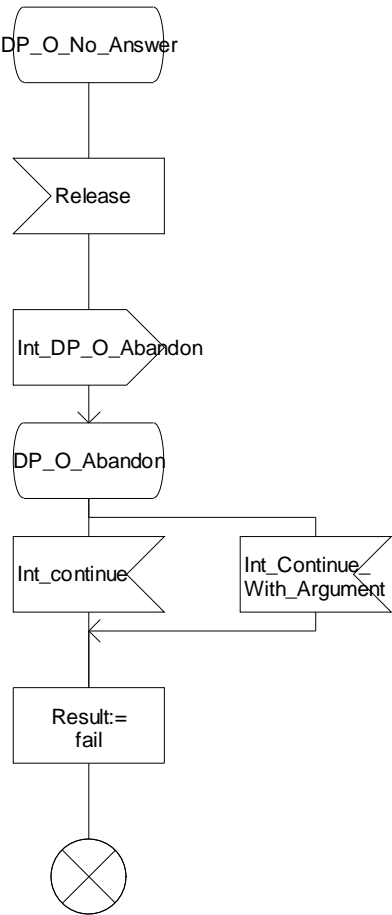 DP_O_No_Answer
Release
Int_DP_O_Abandon
DP_O_Abandon
Int_continue
Int_Continue_
With_Argument
Result:=
fail